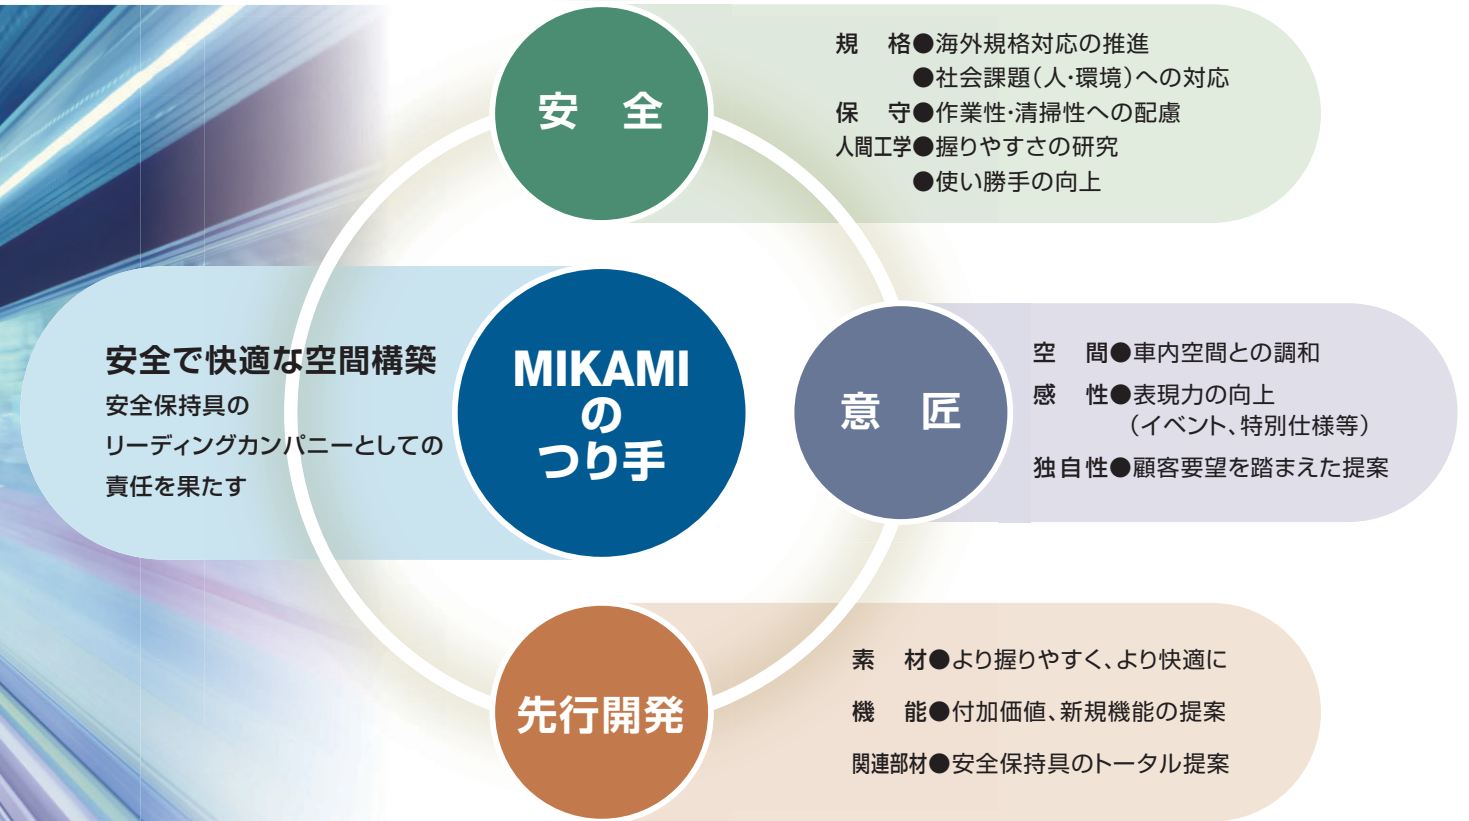 安　全
規　格●海外規格対応の推進
●社会課題（人・環境）への対応
保　守●作業性・清掃性への配慮
人間工学●握りやすさの研究
●使い勝手の向上
安全で快適な空間構築
安全保持具の
リーディングカンパニーとしての
責任を果たす
MIKAMI
の
つり手
意　匠
空　間●車内空間との調和
感　性●表現力の向上
（イベント、特別仕様等）
独自性●顧客要望を踏まえた提案
先行開発
素　材●より握りやすく、より快適に
機　能●付加価値、新規機能の提案
関連部材●安全保持具のトータル提案